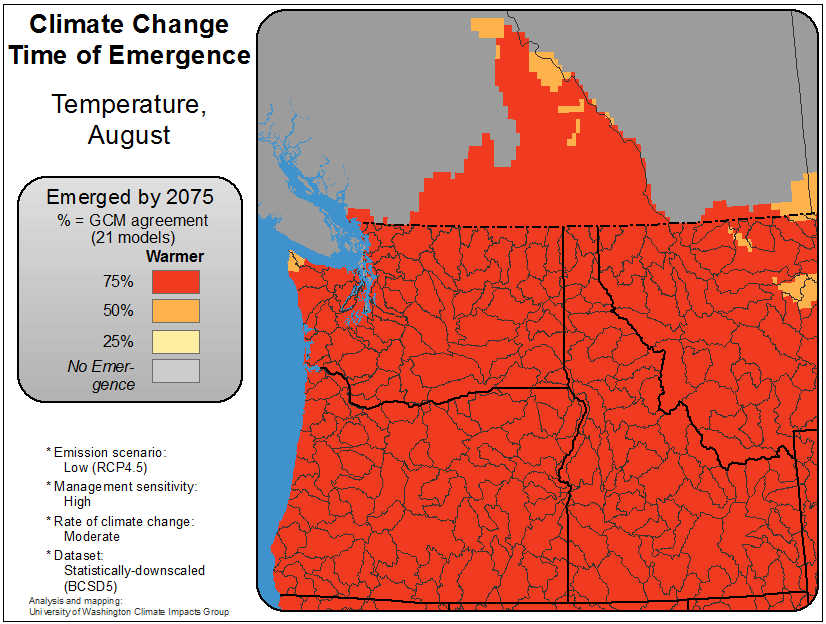 Climate Change
Time of Emergence
Temperature,
August
Emerged by 2075
% = GCM agreement
(21 models)
Warmer
75%
50%
25%
No Emer-
gence
* Emission scenario:
Low (RCP4.5)
* Management sensitivity:
High
* Rate of climate change:
Moderate
* Dataset:
Statistically-downscaled
(BCSD5)
Analysis and mapping:
University of Washington Climate Impacts Group